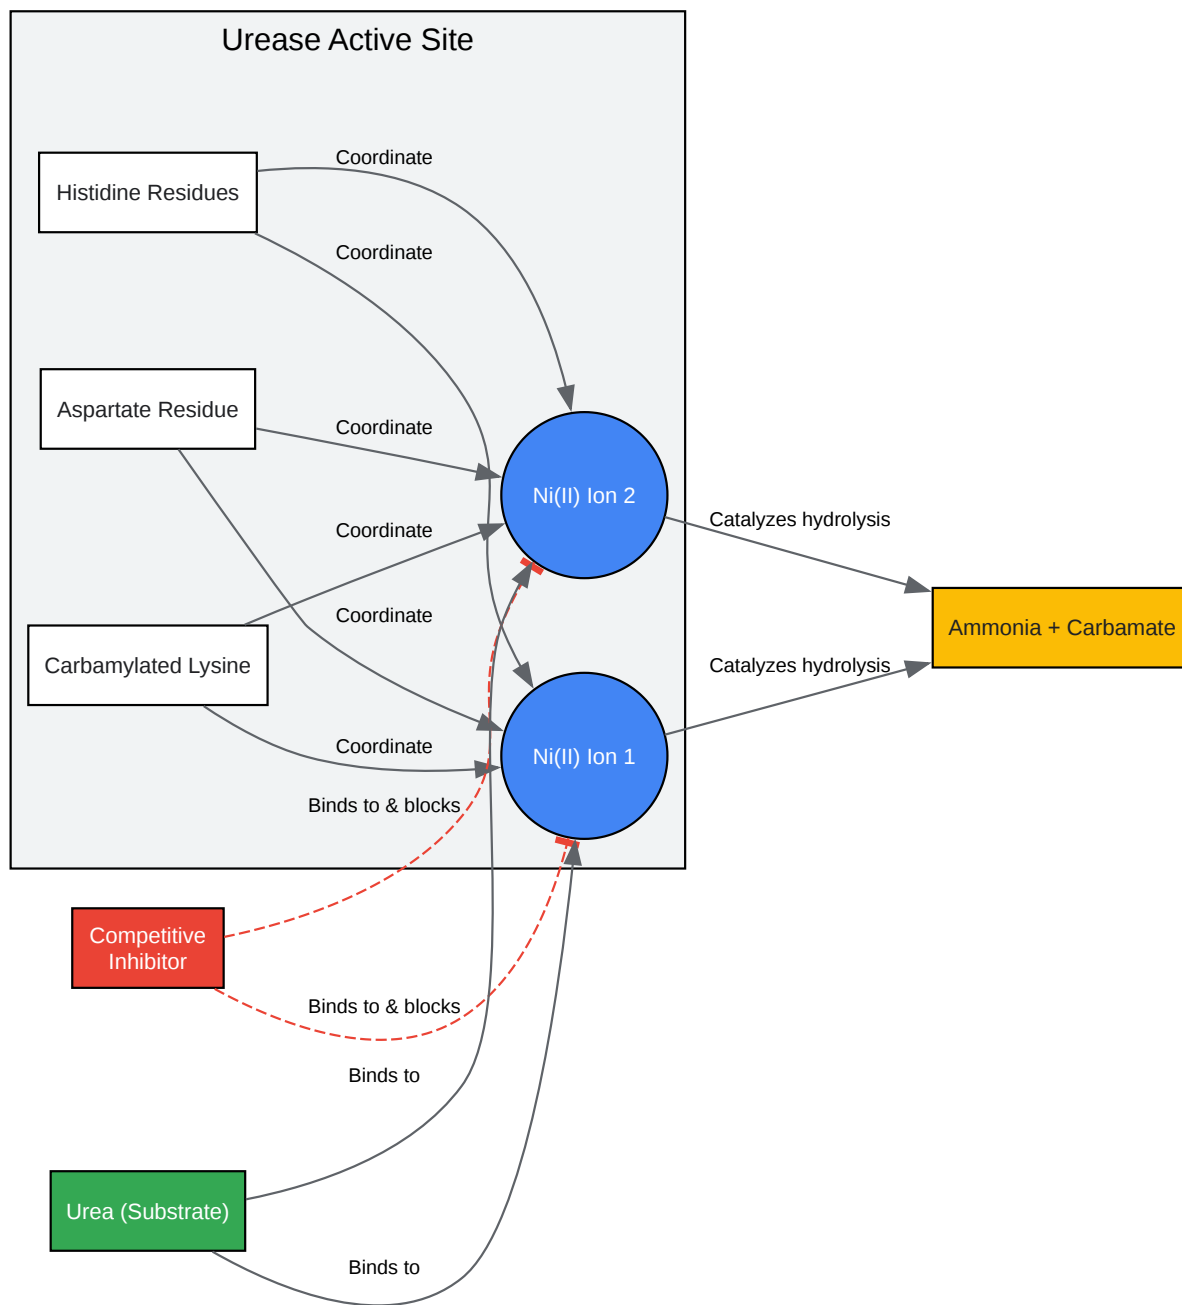 Urease Active Site
Coordinate
Histidine Residues
Coordinate
Aspartate Residue
Coordinate
Ni(II) Ion 2
Catalyzes hydrolysis
Coordinate
Coordinate
Ammonia + Carbamate
Carbamylated Lysine
Catalyzes hydrolysis
Coordinate
Ni(II) Ion 1
Binds to & blocks
Competitive
Inhibitor
Binds to & blocks
Binds to
Urea (Substrate)
Binds to